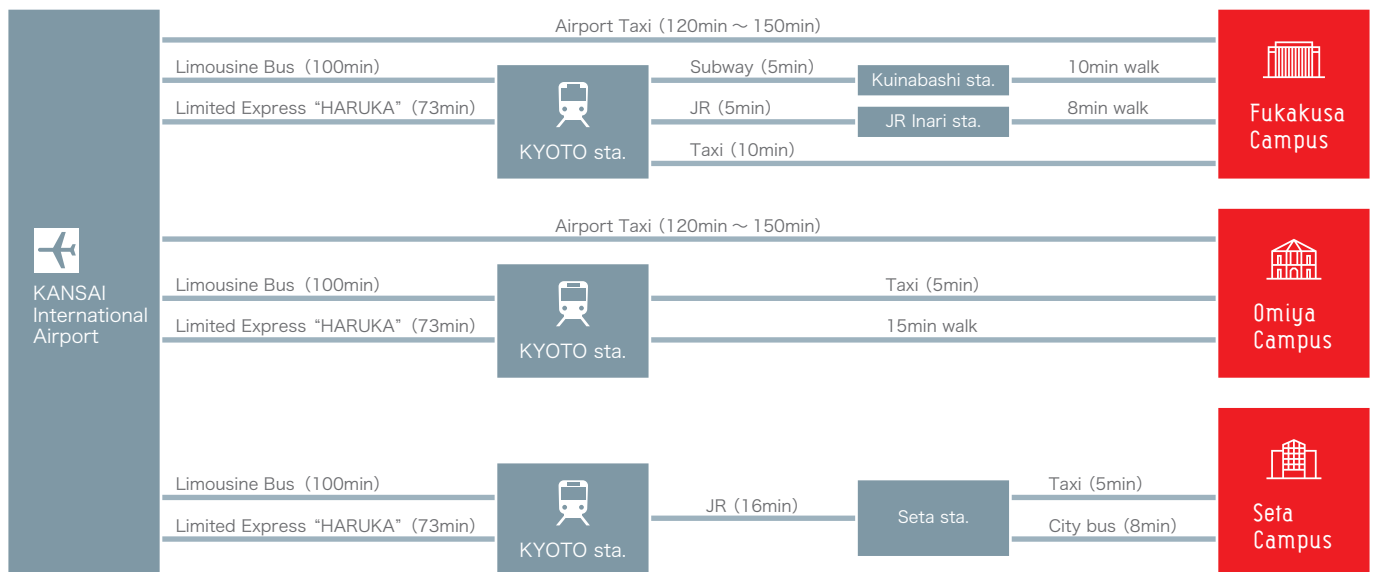 Airport Taxi (120min ～ 150min)
Limousine Bus (100min)
Limited Express “HARUKA” (73min)
KYOTO sta.
Subway (5min)
Kuinabashi sta.
10min walk
JR (5min)
JR Inari sta.
8min walk
Taxi (10min)
Fukakusa
Campus
KANSAI
International
Airport
Airport Taxi (120min ～ 150min)
Limousine Bus (100min)
Limited Express “HARUKA” (73min)
KYOTO sta.
Taxi (5min)
15min walk
Omiya
Campus
Limousine Bus (100min)
Limited Express “HARUKA” (73min)
KYOTO sta.
JR (16min)
Seta sta.
Taxi (5min)
City bus (8min)
Seta
Campus